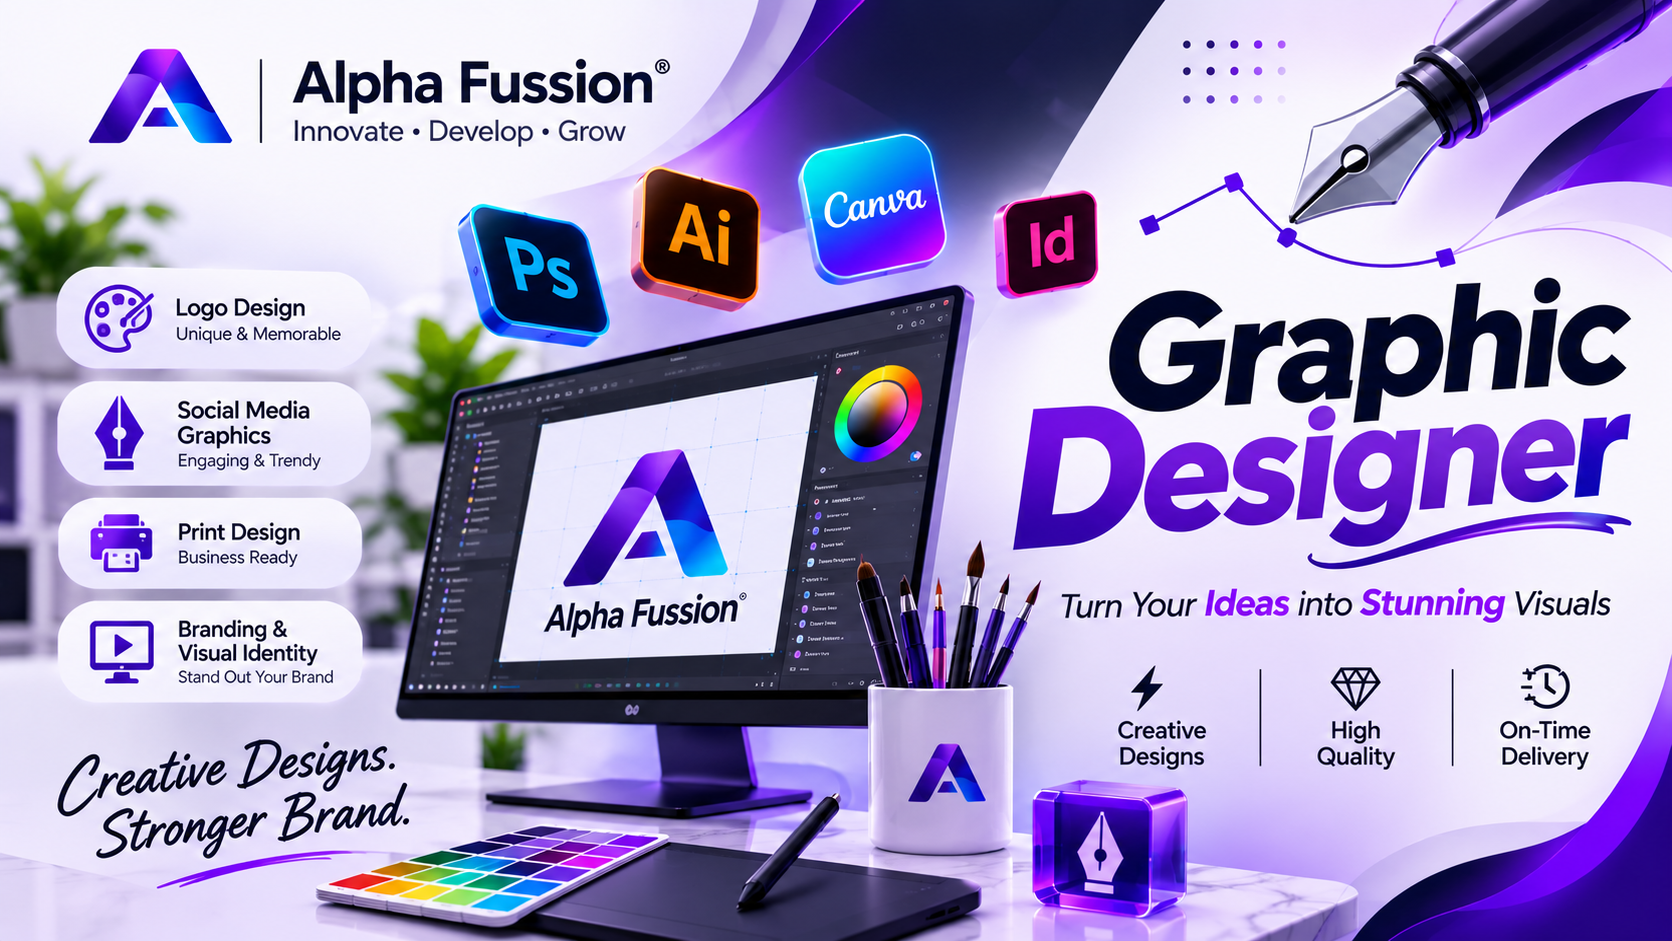 Alpha Fussion®
Innovate • Develop • Grow
Ps
Ai
Canva
Id
Logo Design
Unique & Memorable
Social Media
Graphics
Engaging & Trendy
Print Design
Business Ready
Branding &
Visual Identity
Stand Out Your Brand
Creative Designs.
Stronger Brand.
Alpha Fussion
Graphic
Designer
Turn Your Ideas into Stunning Visuals
Creative
Designs
High
Quality
On-Time
Delivery